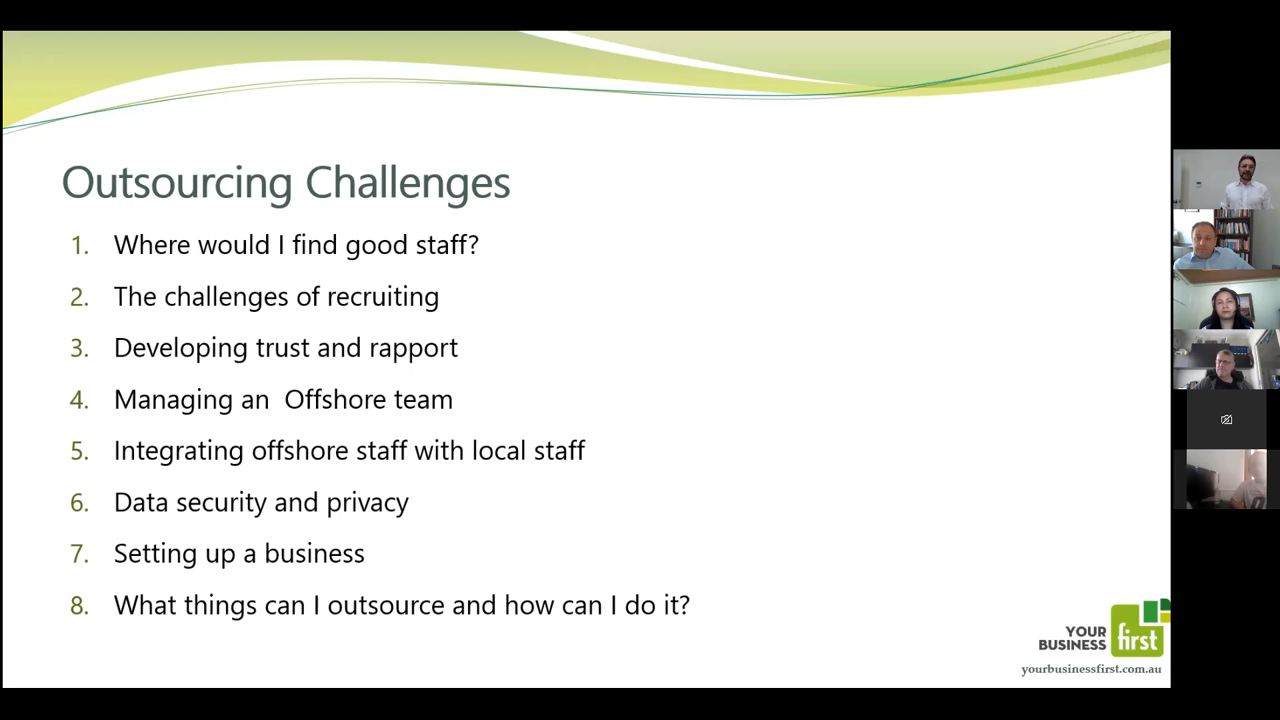 Outsourcing Challenges
1. Where would I find good staff?
2. The challenges of recruiting
3. Developing trust and rapport
4. Managing an  Offshore team
5. Integrating offshore staff with local staff
6. Data security and privacy
7. Setting up a business
8. What things can I outsource and how can I do it?
YOUR
BUSINESS first
yourbusinessfirst.com.au